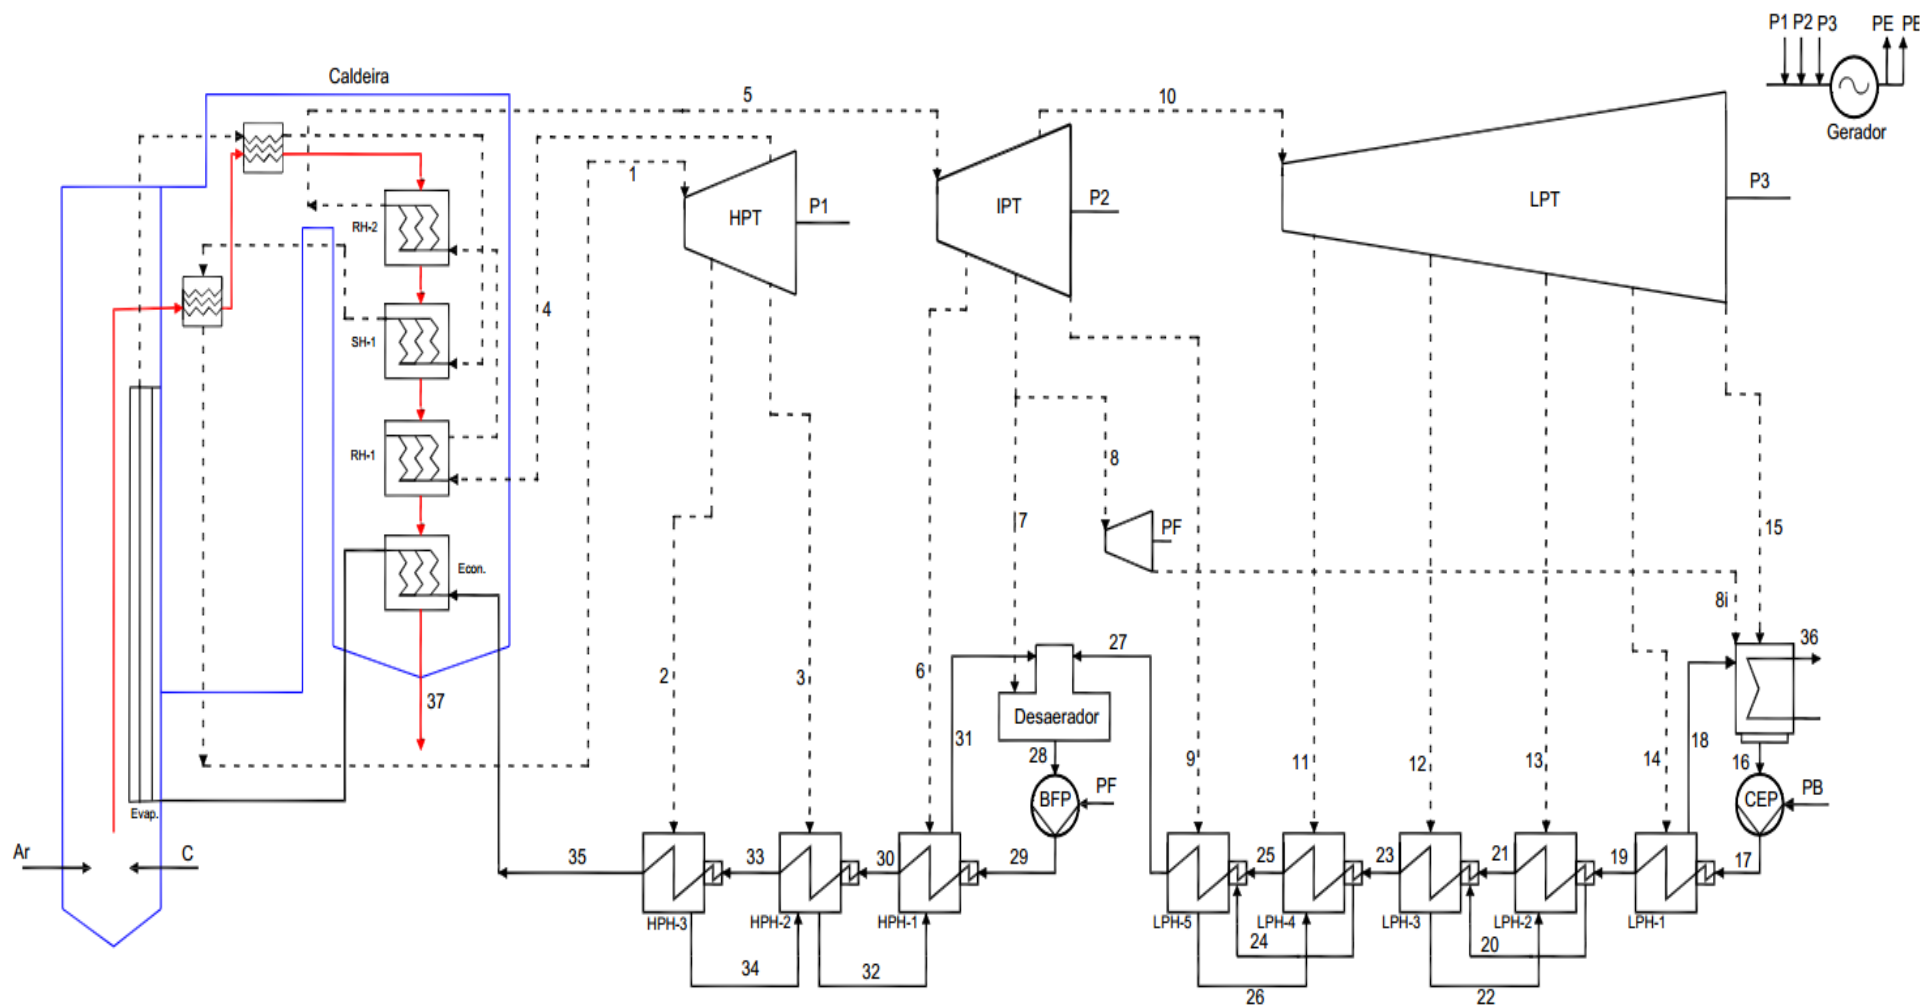 P1 P2 P3 PE PE
Gerador
Caldeira
5
10
1
HPT
P1
IPT
P2
LPT
P3
RH-2
SH-1
RH-1
Econ.
4
8
PF
7
15
8i
36
27
2
3
6
Desaerador
37
31
28
9
11
12
13
14
18
16
BFP
PF
CEP
PB
Evap.
Ar
C
35
33
30
29
25
23
21
19
17
HPH-3
HPH-2
HPH-1
LPH-5
LPH-4
LPH-3
LPH-2
LPH-1
24
20
34
32
26
22